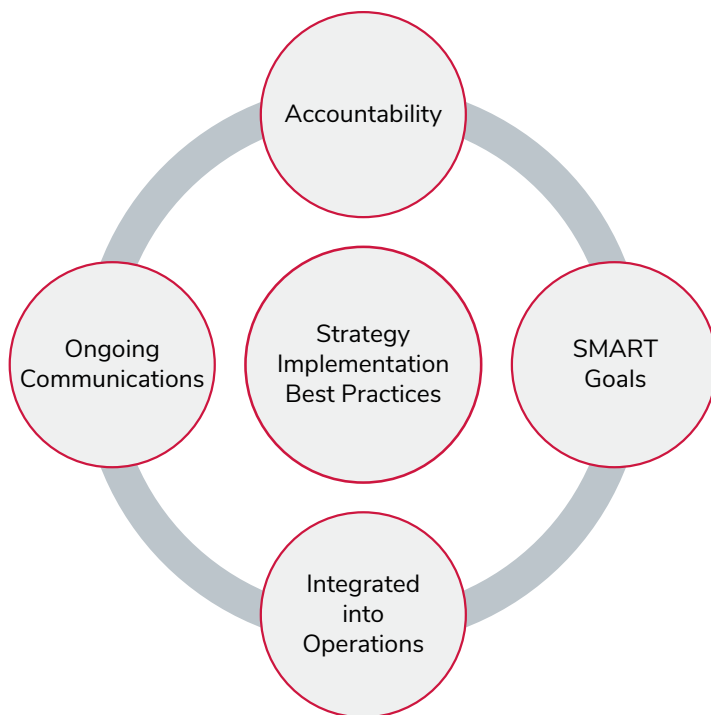 Accountability
Ongoing
Communications
Strategy
Implementation
Best Practices
SMART
Goals
Integrated
into
Operations